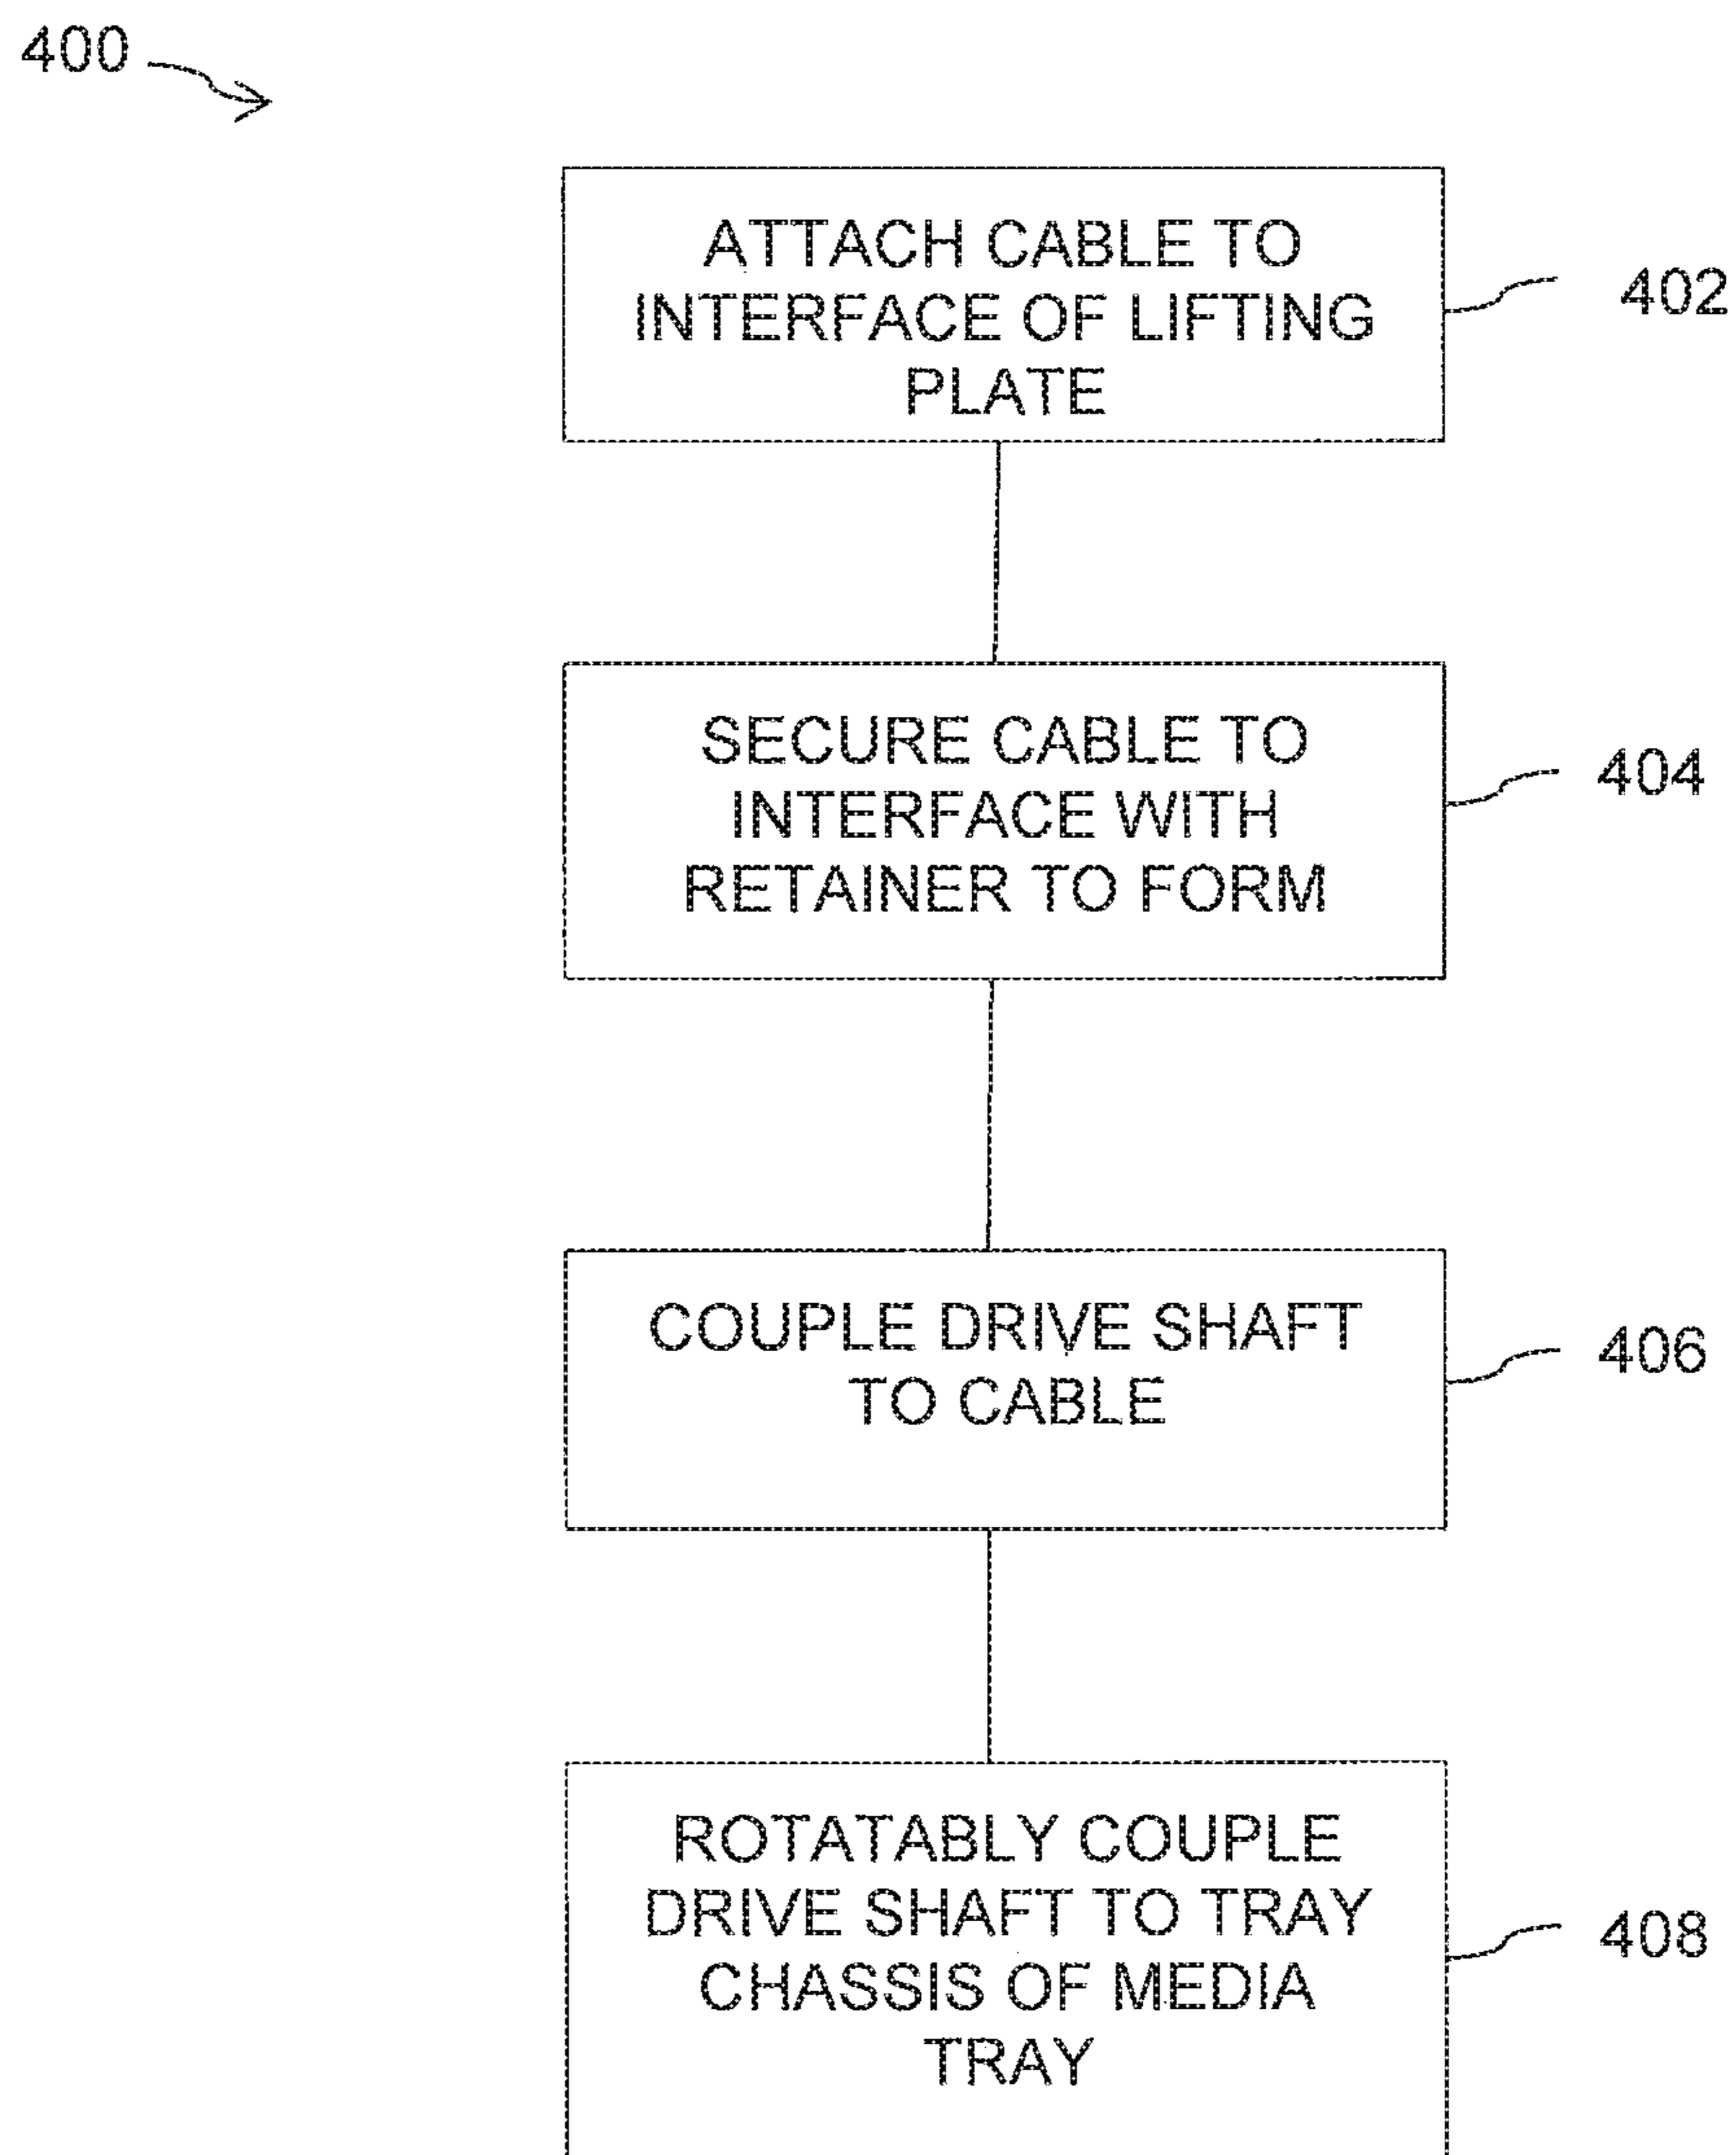 400
ATTACH CABLE TO
INTERFACE OF LIFTING
PLATE
402
SECURE CABLE TO
INTERFACE WITH
RETAINER TO FORM
404
COUPLE DRIVE SHAFT
TO CABLE
406
ROTATABLY COUPLE
DRIVE SHAFT TO TRAY
CHASSIS OF MEDIA
TRAY
408